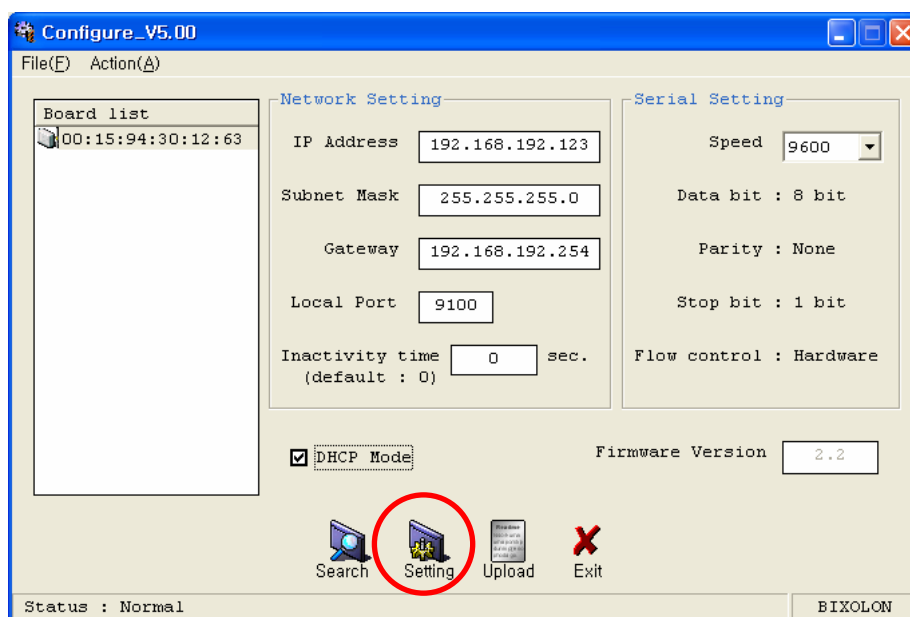 Configure_V5.00
File(F) Action(A)
Board list
00:15:94:30:12:63
Network Setting
IP Address 192.168.192.123
Subnet Mask 255.255.255.0
Gateway 192.168.192.254
Local Port 9100
Inactivity time 0 sec.
(default : 0)
Serial Setting
Speed 9600
Data bit : 8 bit
Parity : None
Stop bit : 1 bit
Flow control : Hardware
DHCP Mode
Firmware Version 2.2
Search Setting Upload Exit
Status : Normal BIXOLON